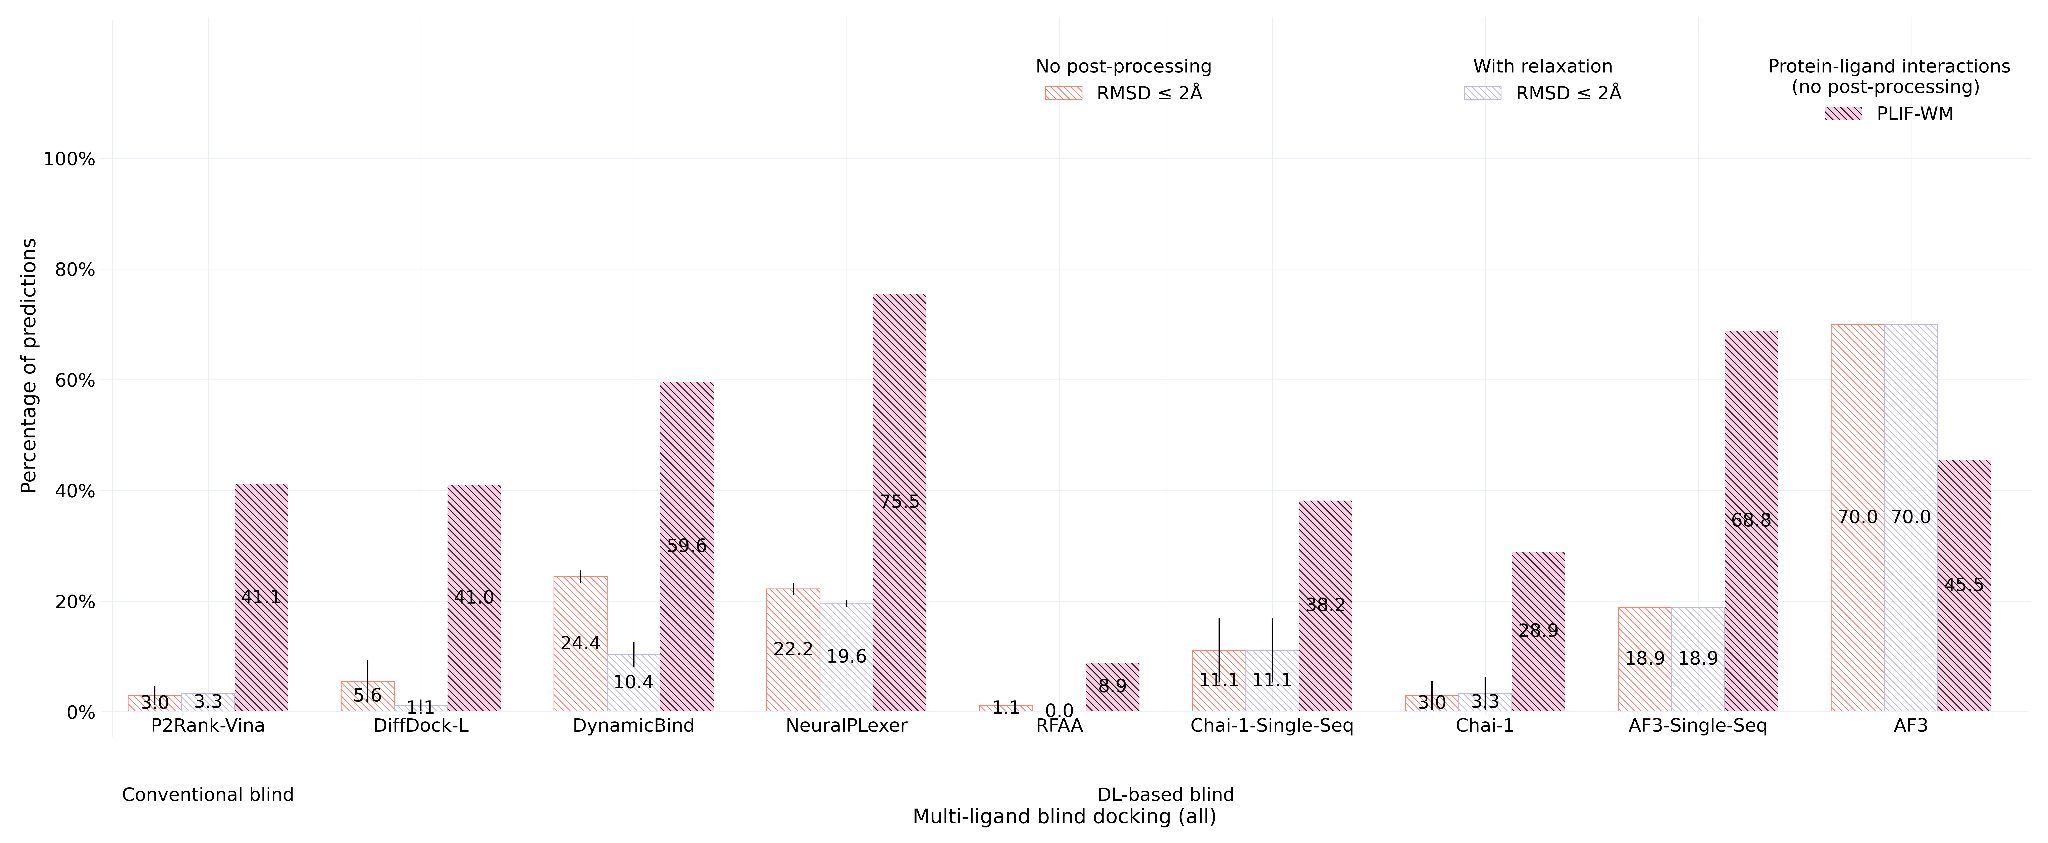 No post-processing
RMSD ≤ 2Å
With relaxation
RMSD ≤ 2Å
Protein-ligand interactions
(no post-processing)
PLIF-WM
Percentage of predictions
100%
80%
60%
40%
20%
0%
3.0 3.3 41.1
5.6 1.1 41.0
24.4 10.4 59.6
22.2 19.6 75.5
1.1 0.0 8.9
11.1 11.1 38.2
3.0 3.3 28.9
18.9 18.9 68.8
70.0 70.0 45.5
P2Rank-Vina DiffDock-L DynamicBind NeuralPLexer RFAA Chai-1-Single-Seq Chai-1 AF3-Single-Seq AF3
Conventional blind DL-based blind
Multi-ligand blind docking (all)